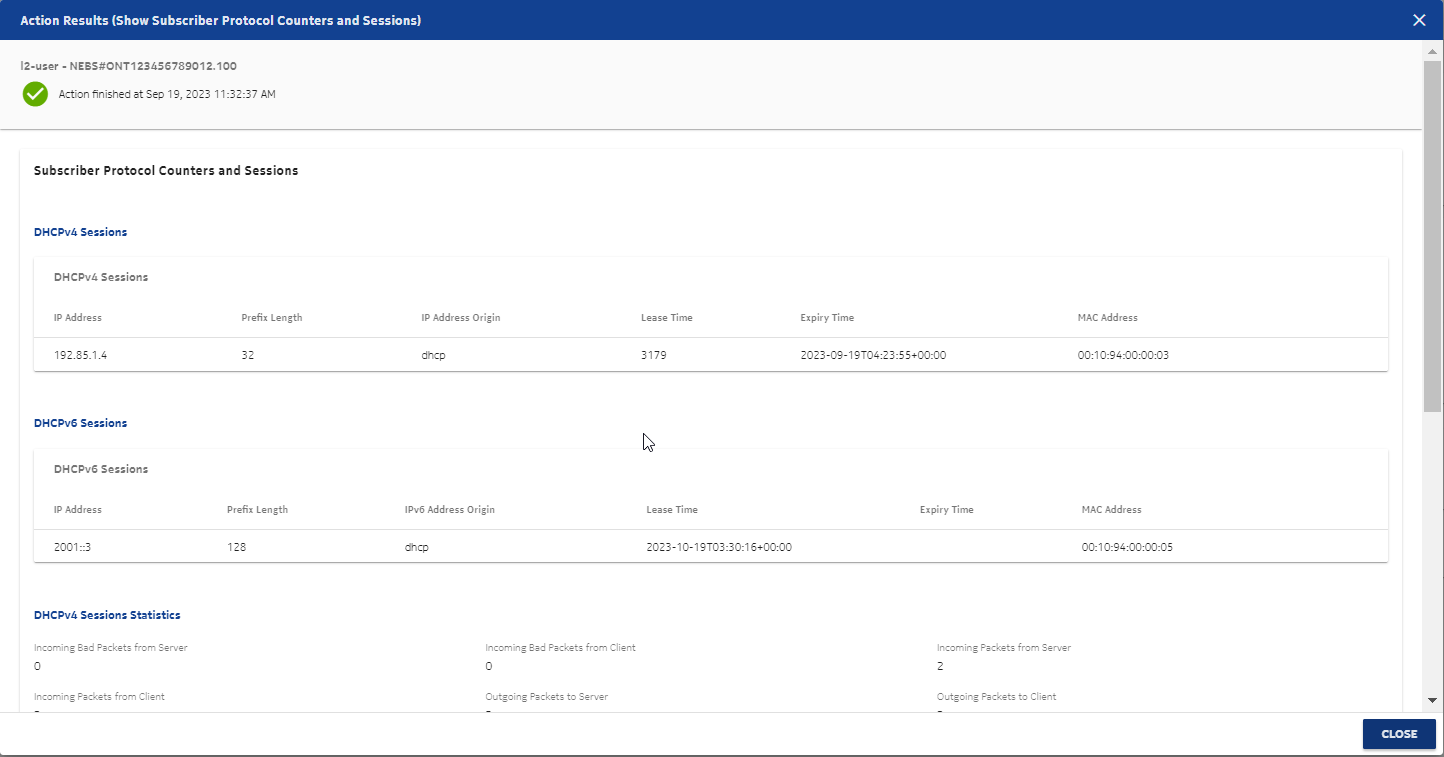 Action Results (Show Subscriber Protocol Counters and Sessions)
l2-user - NEBS#ONT123456789012.100
Action finished at Sep 19, 2023 11:32:37 AM
Subscriber Protocol Counters and Sessions
DHCPv4 Sessions
DHCPv4 Sessions
IP Address Prefix Length IP Address Origin Lease Time Expiry Time MAC Address
192.85.1.4 32 dhcp 3179 2023-09-19T04:23:55+00:00 00:10:94:00:00:03
DHCPv6 Sessions
DHCPv6 Sessions
IP Address Prefix Length IPv6 Address Origin Lease Time Expiry Time MAC Address
2001::3 128 dhcp 2023-10-19T03:30:16+00:00 00:10:94:00:00:05
DHCPv4 Sessions Statistics
Incoming Bad Packets from Server Incoming Bad Packets from Client Incoming Packets from Server
0 0 2
Incoming Packets from Client Outgoing Packets to Server Outgoing Packets to Client
CLOSE